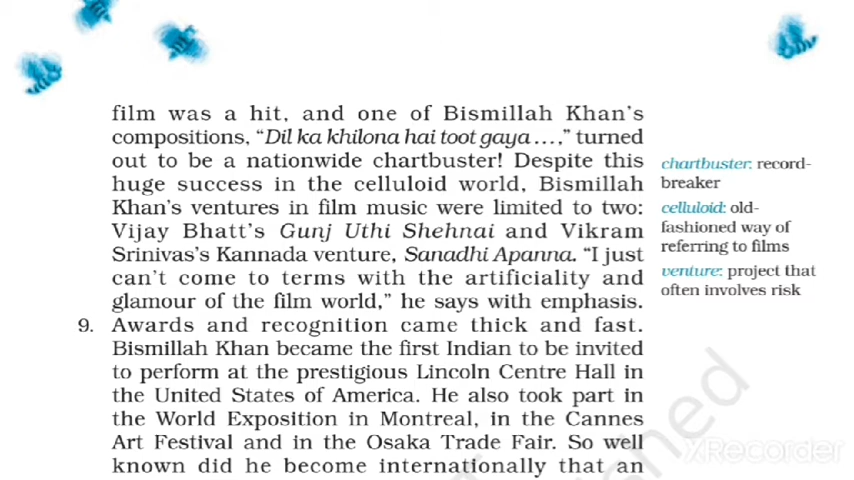 film was a hit, and one of Bismillah Khan's
compositions, "Dil ka khilona hai toot gaya ...," turned
out to be a nationwide chartbuster! Despite this
huge success in the celluloid world, Bismillah
Khan's ventures in film music were limited to two:
Vijay Bhatt's Gunj Uthi Shehnai and Vikram
Srinivas's Kannada venture, Sanadhi Apanna. "I just
can't come to terms with the artificiality and
glamour of the film world," he says with emphasis.
9. Awards and recognition came thick and fast.
Bismillah Khan became the first Indian to be invited
to perform at the prestigious Lincoln Centre Hall in
the United States of America. He also took part in
the World Exposition in Montreal, in the Cannes
Art Festival and in the Osaka Trade Fair. So well
known did he become internationally that an
chartbuster: record-
breaker
celluloid: old-
fashioned way of
referring to films
venture: project that
often involves risk
XRecorder